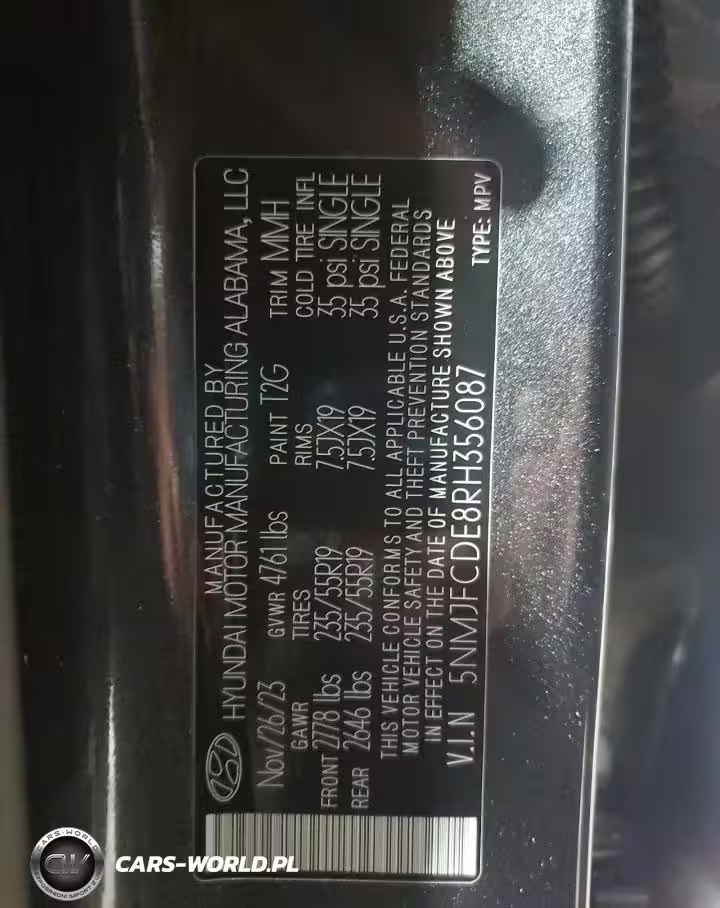 MANUFACTURED BY
HYUNDAI MOTOR MANUFACTURING ALABAMA, LLC
Nov/26/23 GVWR 4761 lbs PAINT T2G TRIM MMH
GAWR TIRES RIMS COLD TIRE INFL
FRONT 2778 lbs 235/55R19 7.5JX19 35 psi SINGLE
REAR 2646 lbs 235/55R19 7.5JX19 35 psi SINGLE
THIS VEHICLE CONFORMS TO ALL APPLICABLE U.S.A. FEDERAL
MOTOR VEHICLE SAFETY AND THEFT PREVENTION STANDARDS
IN EFFECT ON THE DATE OF MANUFACTURE SHOWN ABOVE
V.I.N 5NMJFCDE8RH356087 TYPE: MPV
CARS-WORLD
CW
CARS-WORLD.PL